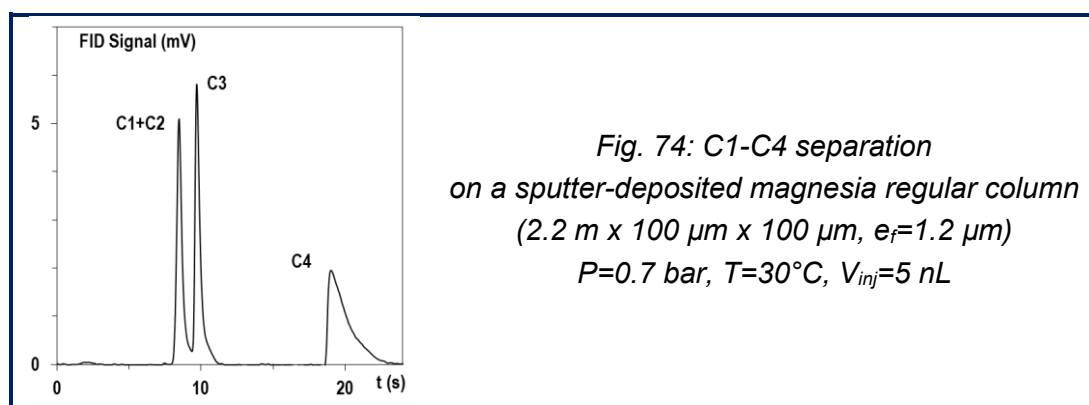 FID Signal (mV)
C3
5
C1+C2
C4
0
0 10 20 t (s)
Fig. 74: C1-C4 separation
on a sputter-deposited magnesia regular column
(2.2 m x 100 µm x 100 µm, ef=1.2 µm)
P=0.7 bar, T=30°C, Vinj=5 nL